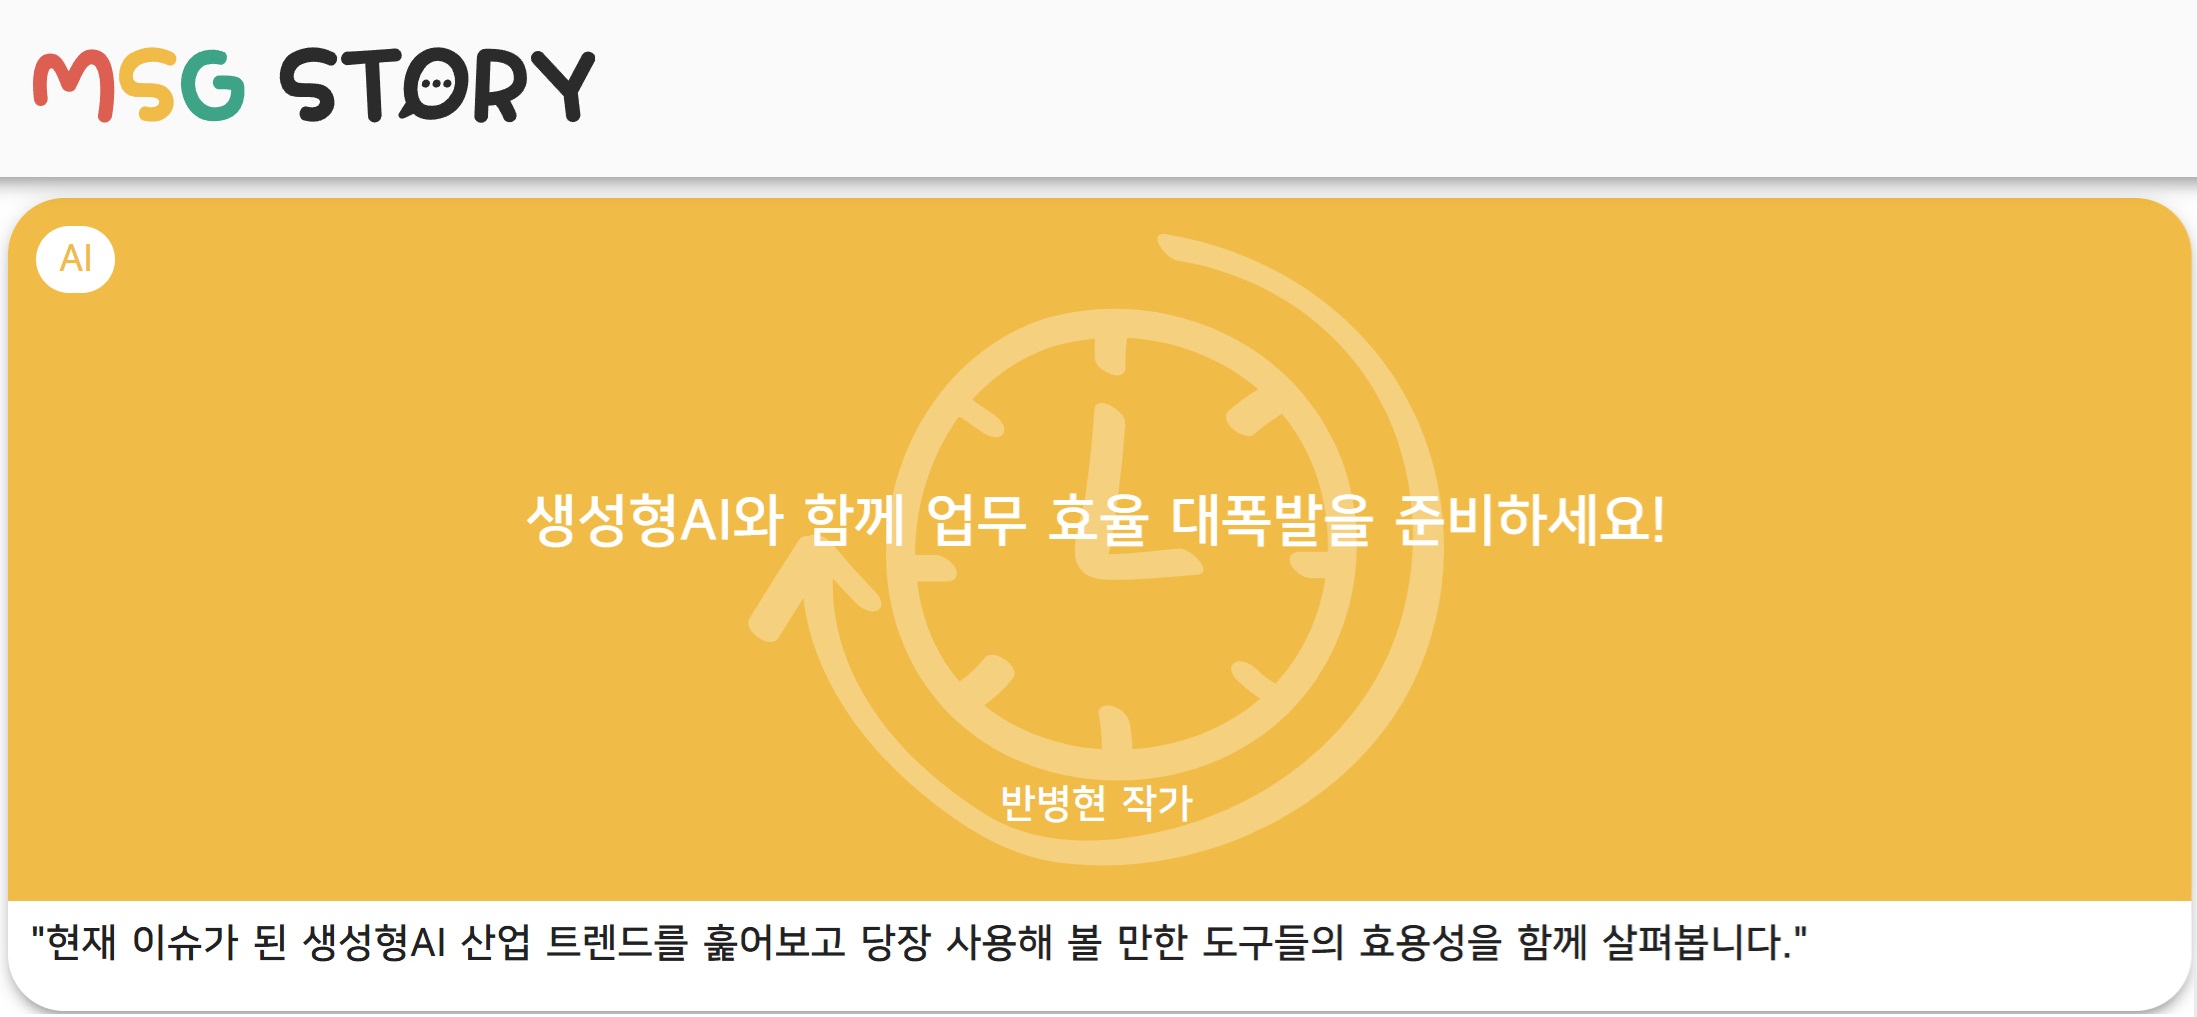 MSG STORY
AI
생성형AI와 함께 업무 효율 대폭발을 준비하세요!
반병현 작가
"현재 이슈가 된 생성형AI 산업 트렌드를 훑어보고 당장 사용해 볼 만한 도구들의 효용성을 함께 살펴봅니다."